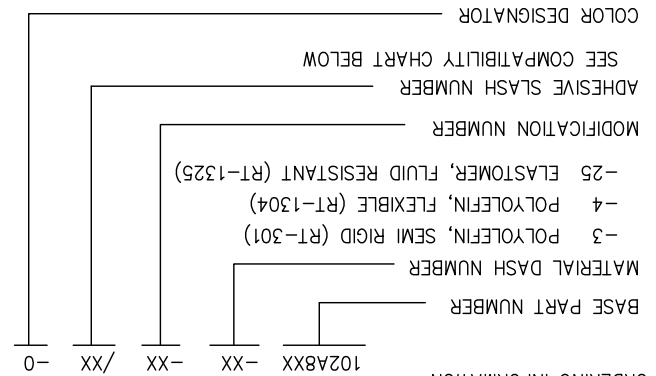 ORDERING INFORMATION
102A8XX -XX -XX /XX -0
BASE PART NUMBER
MATERIAL DASH NUMBER
-3 POLYOLEFIN, SEMI RIGID (RT-301)
-4 POLYOLEFIN, FLEXIBLE (RT-1304)
-25 ELASTOMER, FLUID RESISTANT (RT-1325)
MODIFICATION NUMBER
ADHESIVE SLASH NUMBER
SEE COMPATIBILITY CHART BELOW
COLOR DESIGNATOR